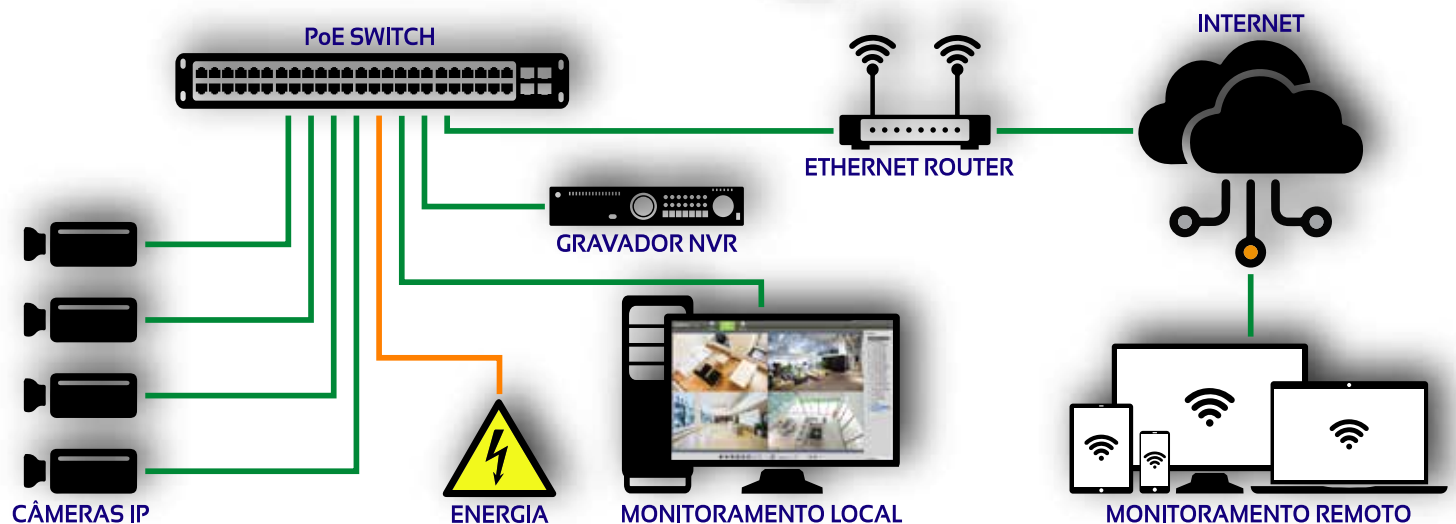 PoE SWITCH
INTERNET
ETHERNET ROUTER
GRAVADOR NVR
CÂMERAS IP
ENERGIA
MONITORAMENTO LOCAL
MONITORAMENTO REMOTO